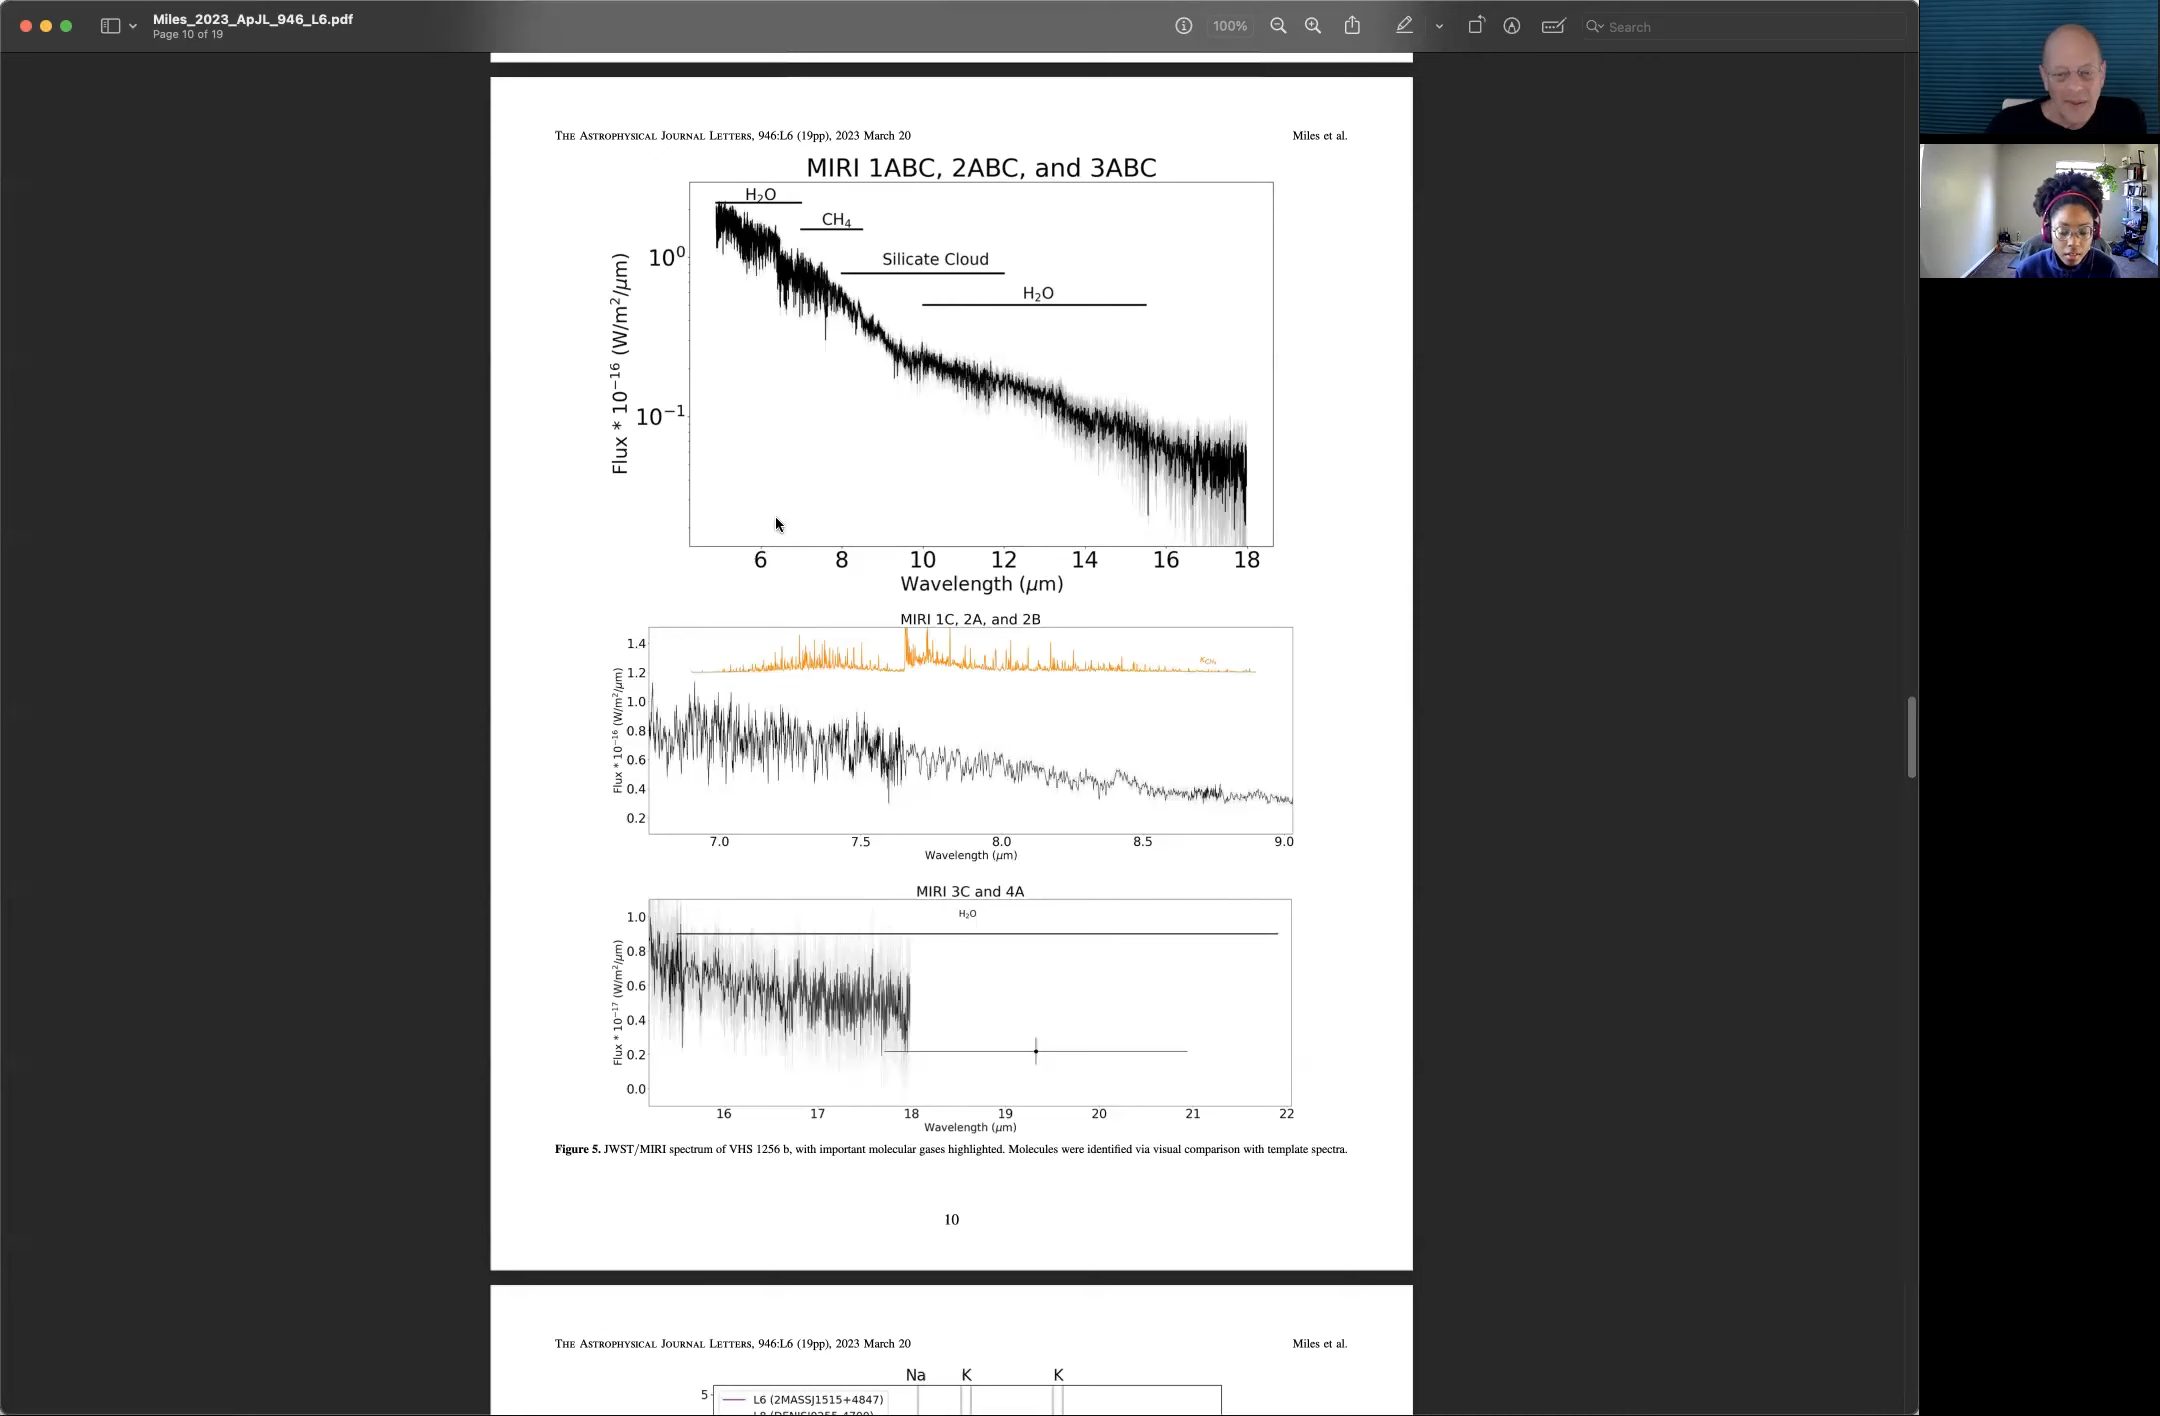 Miles_2023_ApJL_946_L6.pdf
Page 10 of 19
100%
Search
THE ASTROPHYSICAL JOURNAL LETTERS, 946:L6 (19pp), 2023 March 20 Miles et al.
MIRI 1ABC, 2ABC, and 3ABC
H₂O
CH₄
Silicate Cloud
H₂O
Flux * 10⁻¹⁶ (W/m²/μm)
10⁰
10⁻¹
6 8 10 12 14 16 18
Wavelength (μm)
MIRI 1C, 2A, and 2B
κCH₄
Flux * 10⁻¹⁶ (W/m²/μm)
1.4
1.2
1.0
0.8
0.6
0.4
0.2
7.0 7.5 8.0 8.5 9.0
Wavelength (μm)
MIRI 3C and 4A
H₂O
Flux * 10⁻¹⁷ (W/m²/μm)
1.0
0.8
0.6
0.4
0.2
0.0
16 17 18 19 20 21 22
Wavelength (μm)
Figure 5. JWST/MIRI spectrum of VHS 1256 b, with important molecular gases highlighted. Molecules were identified via visual comparison with template spectra.
10
THE ASTROPHYSICAL JOURNAL LETTERS, 946:L6 (19pp), 2023 March 20 Miles et al.
Na K K
5
L6 (2MASSJ1515+4847)